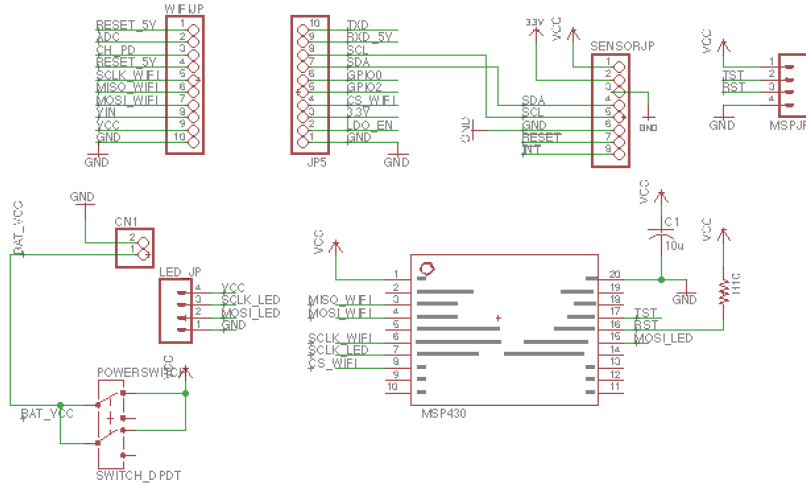 WIFIJP
RESET_5V 1
ADC 2
CH_PD 3
RESET_5V 4
SCLK_WIFI 5
MISO_WIFI 6
MOSI_WIFI 7
VIN 8
VCC 9
GND 10
GND
10 TXD
9 RXD_5V
8 SCL
7 SDA
6 GPIO0
5 GPIO2
4 CS_WIFI
3 3.3V
2 LDO_EN
1 GND
JP5
GND
3.3V
VCC
SENSORJP
1
2
3
SDA 4
SCL 5
GND 6
RESET 7
INT 8
GND
GND
VCC
1
TST 2
RST 3
GND 4
MSPJP
GND
CN1
2
1
BAT_VCC
LED_JP
4 VCC
3 SCLK_LED
2 MOSI_LED
1 GND
POWERSWITCH
VCC
BAT_VCC
SWITCH_DPDT
VCC
1
2
MISO_WIFI 3
MOSI_WIFI 4
5
SCLK_WIFI 6
SCLK_LED 7
CS_WIFI 8
9
10
MSP430
20
19
18
17 TST
16 RST
15 MOSI_LED
14
13
12
11
VCC
C1
10u
GND
VCC